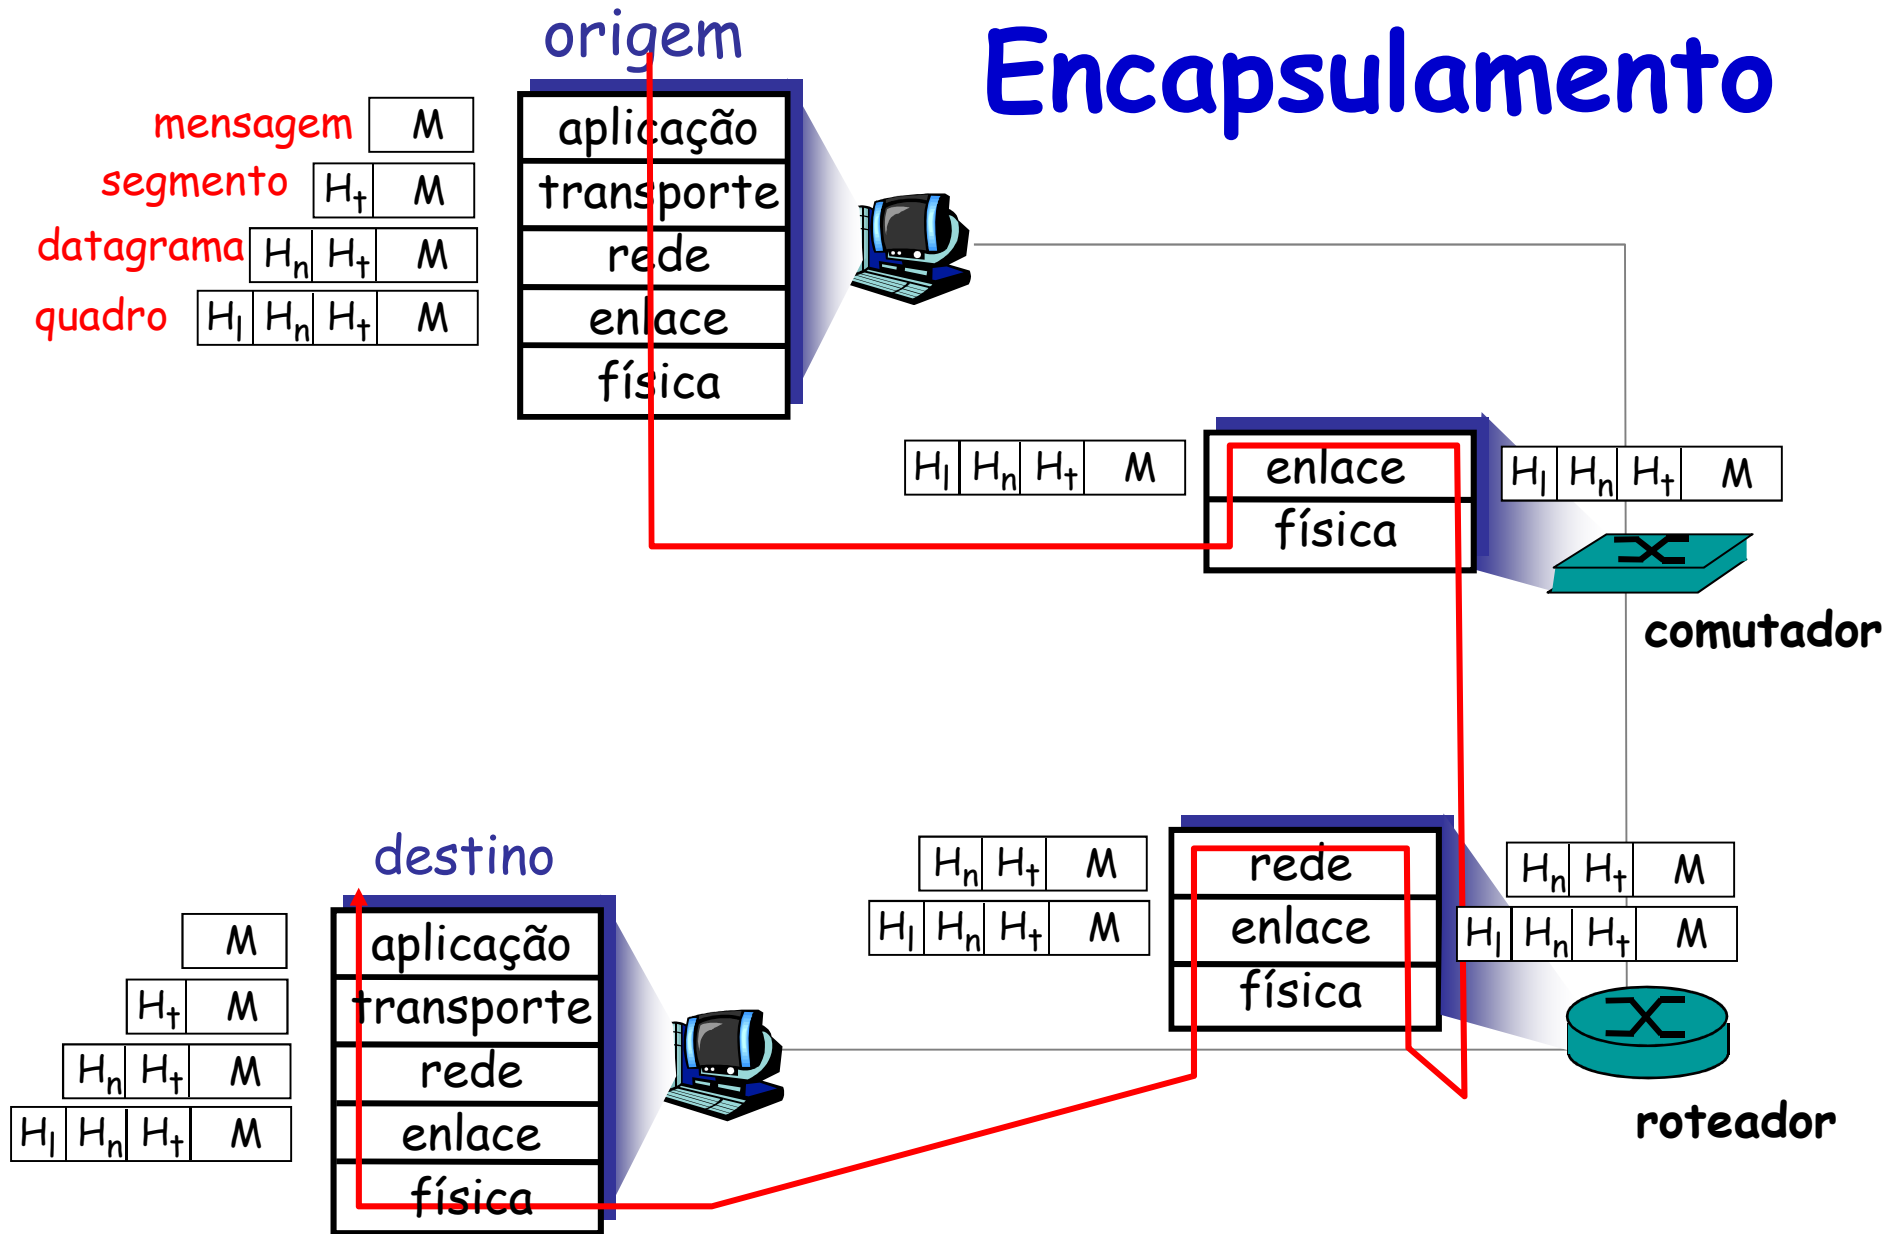 origem
Encapsulamento
mensagem M aplicação
segmento Ht M transporte
datagrama Hn Ht M rede
quadro Hl Hn Ht M enlace
física
Hl Hn Ht M enlace Hl Hn Ht M
física
comutador
destino
Hn Ht M rede Hn Ht M
Hl Hn Ht M enlace Hl Hn Ht M
física
roteador
M aplicação
Ht M transporte
Hn Ht M rede
Hl Hn Ht M enlace
física